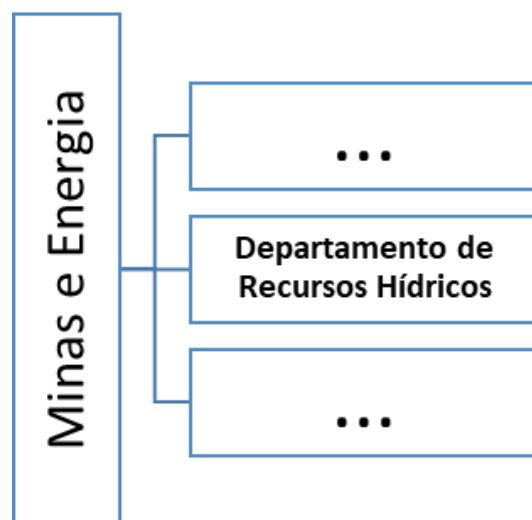 Minas e Energia
...
Departamento de
Recursos Hídricos
...